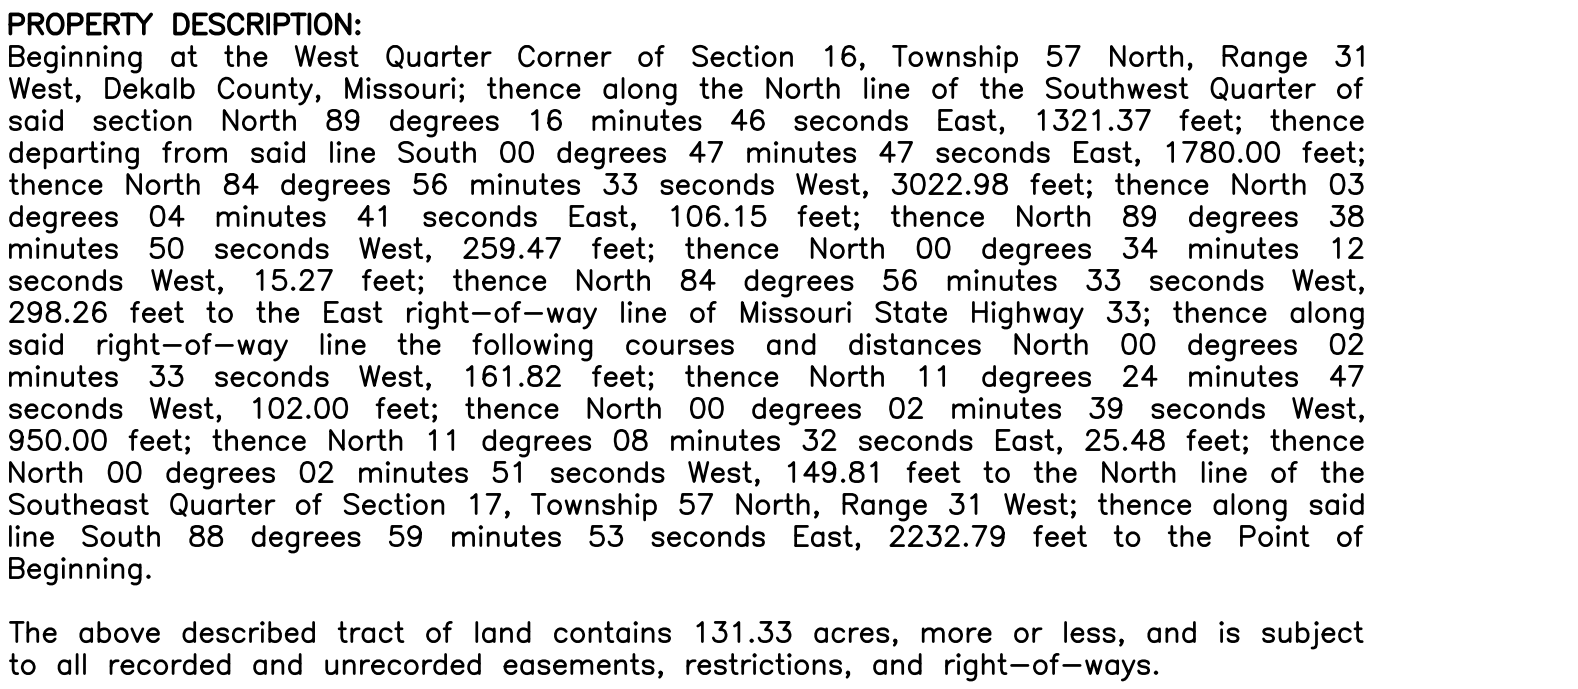 PROPERTY DESCRIPTION:
Beginning at the West Quarter Corner of Section 16, Township 57 North, Range 31
West, Dekalb County, Missouri; thence along the North line of the Southwest Quarter of
said section North 89 degrees 16 minutes 46 seconds East, 1321.37 feet; thence
departing from said line South 00 degrees 47 minutes 47 seconds East, 1780.00 feet;
thence North 84 degrees 56 minutes 33 seconds West, 3022.98 feet; thence North 03
degrees 04 minutes 41 seconds East, 106.15 feet; thence North 89 degrees 38
minutes 50 seconds West, 259.47 feet; thence North 00 degrees 34 minutes 12
seconds West, 15.27 feet; thence North 84 degrees 56 minutes 33 seconds West,
298.26 feet to the East right-of-way line of Missouri State Highway 33; thence along
said right-of-way line the following courses and distances North 00 degrees 02
minutes 33 seconds West, 161.82 feet; thence North 11 degrees 24 minutes 47
seconds West, 102.00 feet; thence North 00 degrees 02 minutes 39 seconds West,
950.00 feet; thence North 11 degrees 08 minutes 32 seconds East, 25.48 feet; thence
North 00 degrees 02 minutes 51 seconds West, 149.81 feet to the North line of the
Southeast Quarter of Section 17, Township 57 North, Range 31 West; thence along said
line South 88 degrees 59 minutes 53 seconds East, 2232.79 feet to the Point of
Beginning.
The above described tract of land contains 131.33 acres, more or less, and is subject
to all recorded and unrecorded easements, restrictions, and right-of-ways.